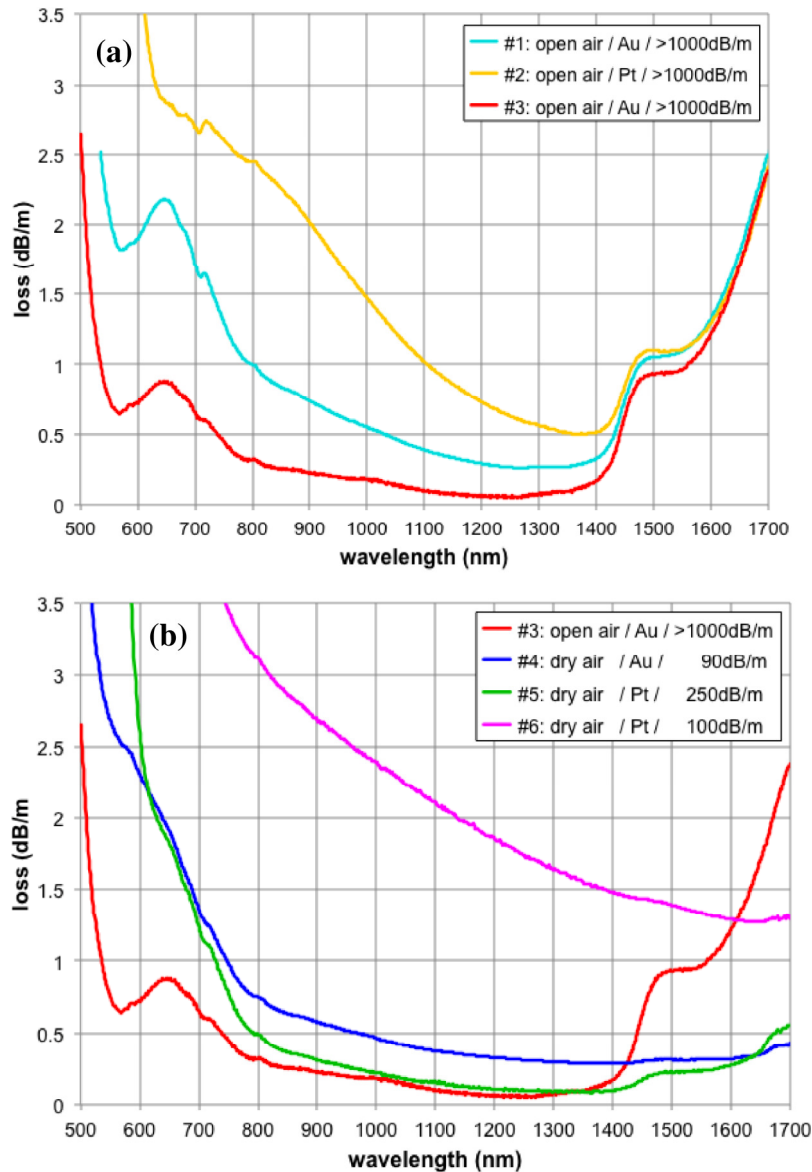 3.5
(a)
#1: open air / Au / >1000dB/m
#2: open air / Pt / >1000dB/m
#3: open air / Au / >1000dB/m
3
2.5
2
1.5
1
0.5
0
loss (dB/m)
500 600 700 800 900 1000 1100 1200 1300 1400 1500 1600 1700
wavelength (nm)
3.5
(b)
#3: open air / Au / >1000dB/m
#4: dry air / Au / 90dB/m
#5: dry air / Pt / 250dB/m
#6: dry air / Pt / 100dB/m
3
2.5
2
1.5
1
0.5
0
loss (dB/m
500 600 700 800 900 1000 1100 1200 1300 1400 1500 1600 1700
wavelength (nm)